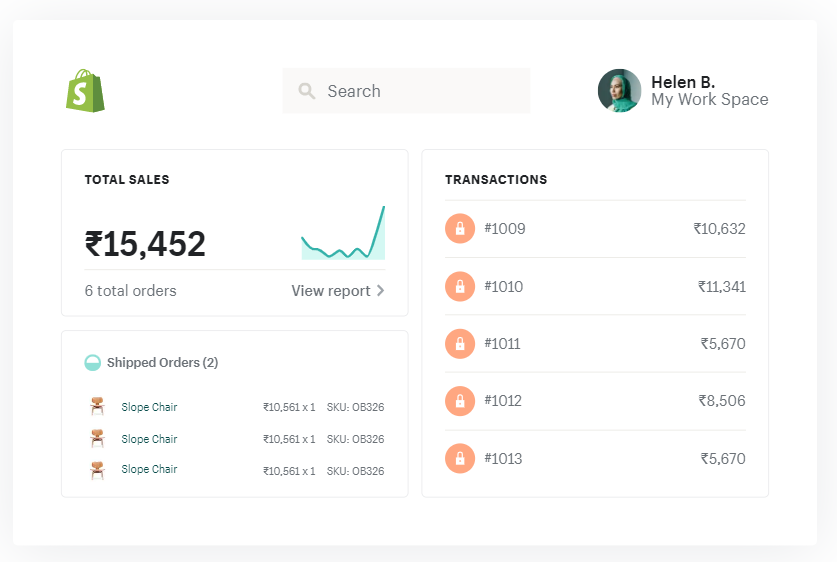 S
Search
Helen B.
My Work Space
TOTAL SALES
₹15,452
6 total orders View report
Shipped Orders (2)
Slope Chair ₹10,561 x 1 SKU: OB326
Slope Chair ₹10,561 x 1 SKU: OB326
Slope Chair ₹10,561 x 1 SKU: OB326
TRANSACTIONS
#1009 ₹10,632
#1010 ₹11,341
#1011 ₹5,670
#1012 ₹8,506
#1013 ₹5,670